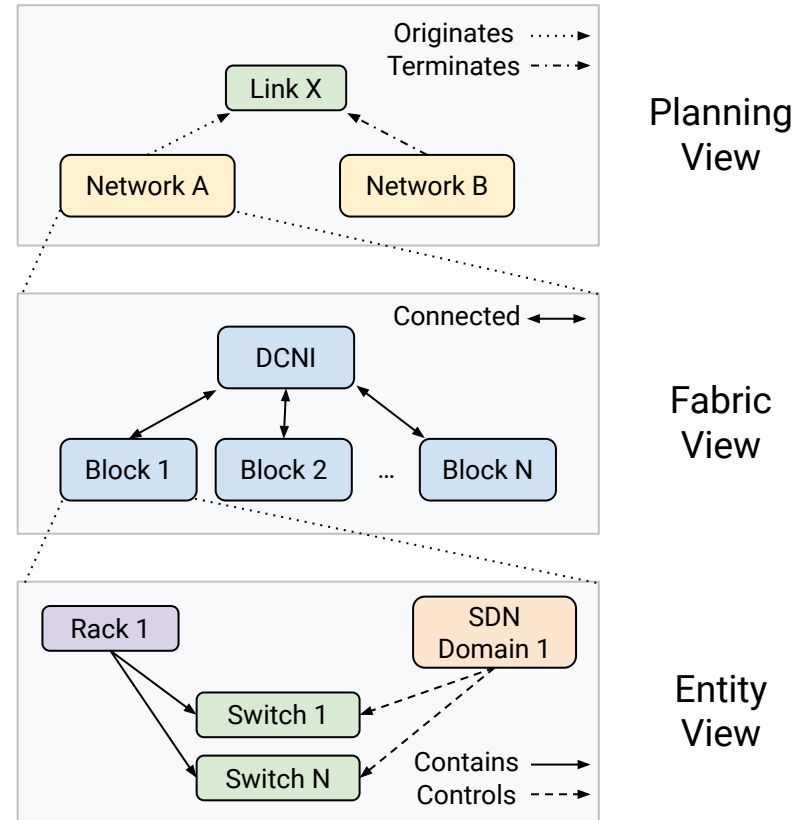 Originates
Terminates
Link X
Network A
Network B
Planning
View
Connected
DCNI
Block 1
Block 2
...
Block N
Fabric
View
Rack 1
SDN
Domain 1
Switch 1
Switch N
Contains
Controls
Entity
View